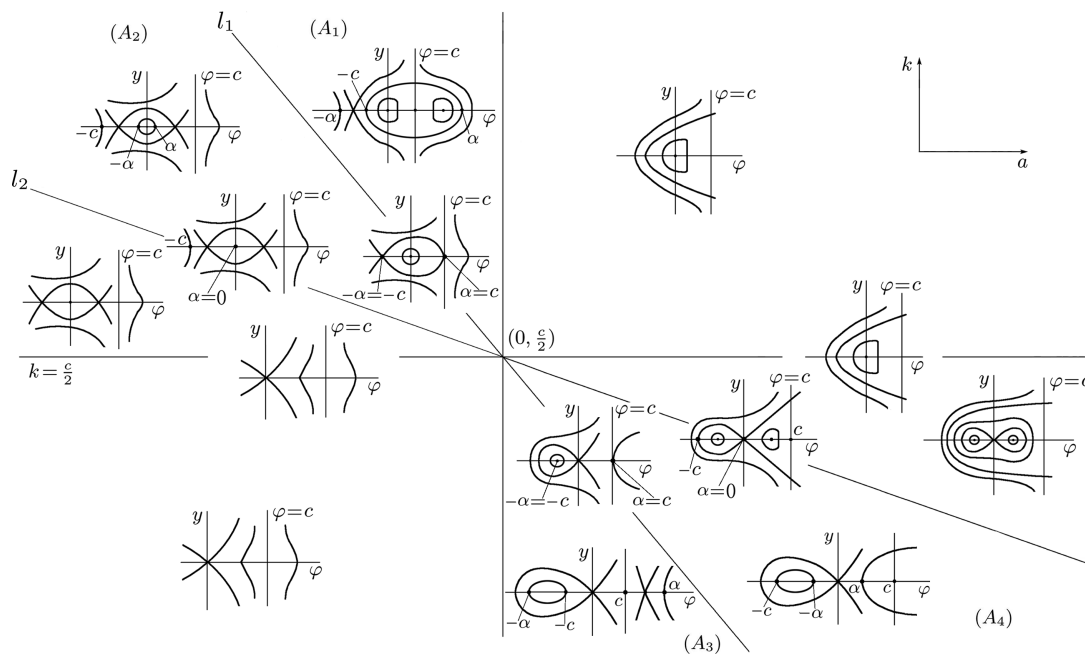 (A₂)
l₁
(A₁)
y
φ=c
−c
−α
α
φ
y
φ=c
−c
−α
α
φ
φ=c
φ
k
a
l₂
y
φ=c
−c
α=0
φ
y
φ=c
−α=−c
α=c
φ
y
φ=c
φ
(0, c/2)
y
φ=c
φ
k = c/2
y
φ=c
φ
y
φ=c
c
−c
α=0
φ
y
φ=c
φ
y
φ=c
−α=−c
α=c
φ
y
φ=c
φ
y
c
α
φ
−α
−c
(A₃)
y
α
c
φ
−c
−α
(A₄)